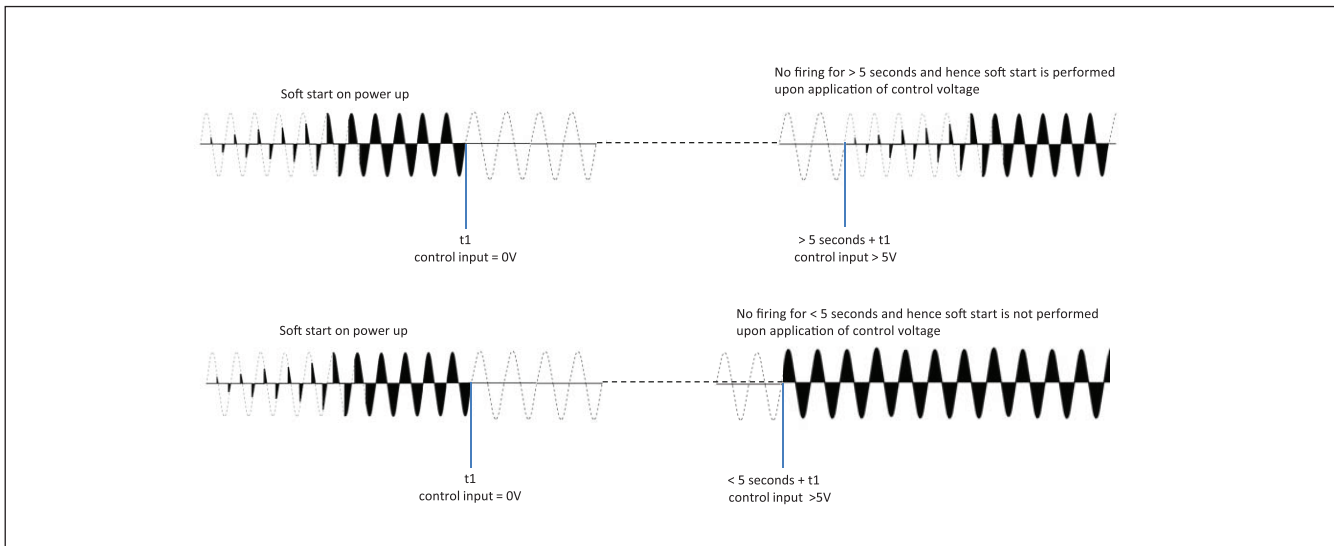 Soft start on power up
No firing for > 5 seconds and hence soft start is performed
upon application of control voltage
t1
control input = 0V
> 5 seconds + t1
control input > 5V
Soft start on power up
No firing for < 5 seconds and hence soft start is not performed
upon application of control voltage
t1
control input = 0V
< 5 seconds + t1
control input >5V